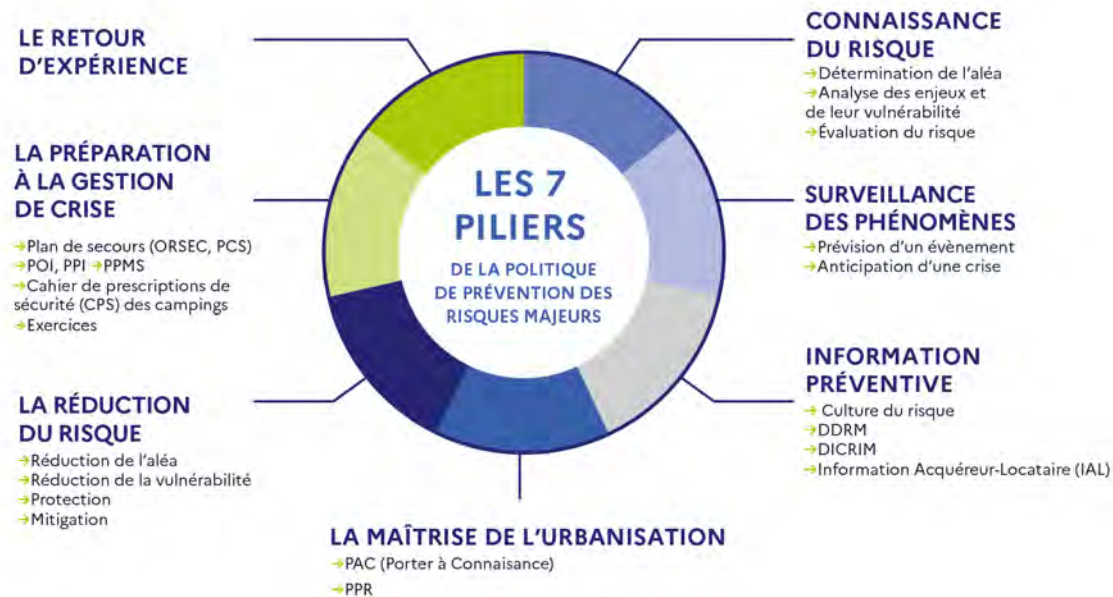 LES 7
PILIERS
DE LA POLITIQUE
DE PRÉVENTION DES
RISQUES MAJEURS
CONNAISSANCE
DU RISQUE
→Détermination de l'aléa
→Analyse des enjeux et
de leur vulnérabilité
→Évaluation du risque
SURVEILLANCE
DES PHÉNOMÈNES
→Prévision d'un évènement
→Anticipation d'une crise
INFORMATION
PRÉVENTIVE
→ Culture du risque
→DDRM
→DICRIM
→Information Acquéreur-Locataire (IAL)
LA MAÎTRISE DE L'URBANISATION
→PAC (Porter à Connaisance)
→PPR
LA RÉDUCTION
DU RISQUE
→Réduction de l'aléa
→Réduction de la vulnérabilité
→Protection
→Mitigation
LA PRÉPARATION
À LA GESTION
DE CRISE
→Plan de secours (ORSEC, PCS)
→POI, PPI →PPMS
→Cahier de prescriptions de
sécurité (CPS) des campings
→Exercices
LE RETOUR
D'EXPÉRIENCE